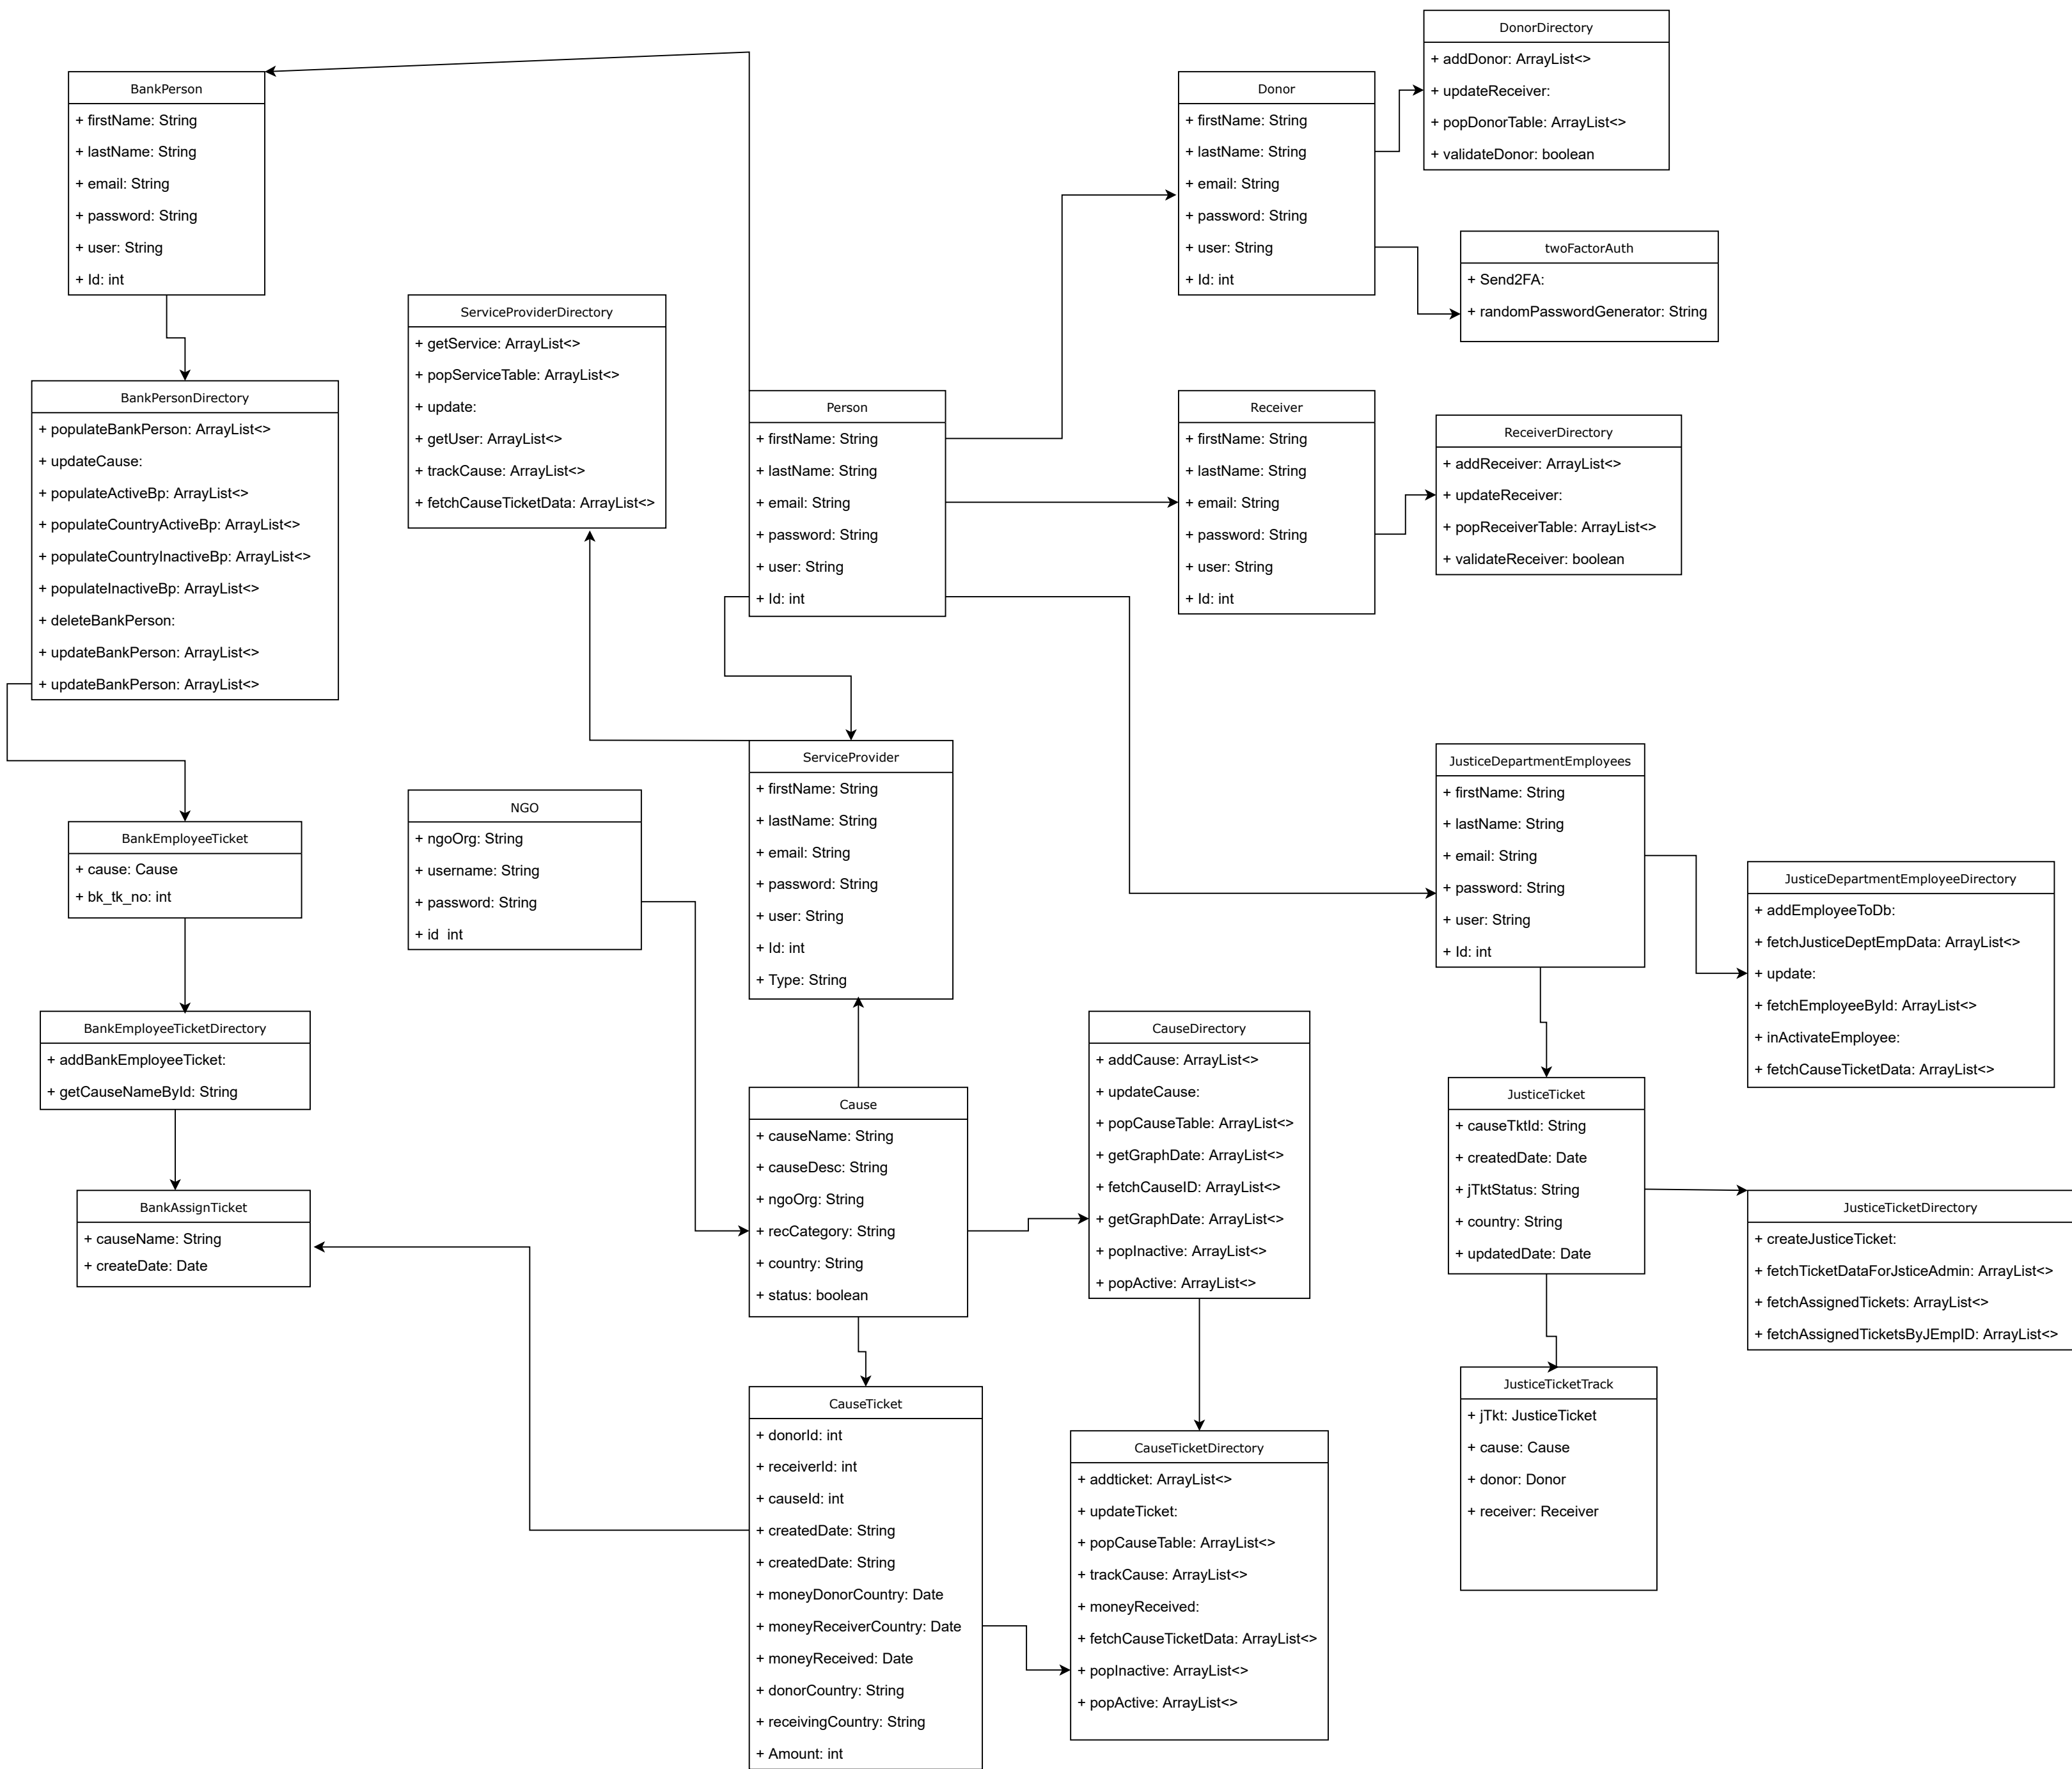 DonorDirectory
+ addDonor: ArrayList<>
+ updateReceiver:
+ popDonorTable: ArrayList<>
+ validateDonor: boolean
BankPerson
+ firstName: String
+ lastName: String
+ email: String
+ password: String
+ user: String
+ Id: int
Donor
+ firstName: String
+ lastName: String
+ email: String
+ password: String
+ user: String
+ Id: int
twoFactorAuth
+ Send2FA:
+ randomPasswordGenerator: String
ServiceProviderDirectory
+ getService: ArrayList<>
+ popServiceTable: ArrayList<>
+ update:
+ getUser: ArrayList<>
+ trackCause: ArrayList<>
+ fetchCauseTicketData: ArrayList<>
BankPersonDirectory
+ populateBankPerson: ArrayList<>
+ updateCause:
+ populateActiveBp: ArrayList<>
+ populateCountryActiveBp: ArrayList<>
+ populateCountryInactiveBp: ArrayList<>
+ populateInactiveBp: ArrayList<>
+ deleteBankPerson:
+ updateBankPerson: ArrayList<>
+ updateBankPerson: ArrayList<>
Person
+ firstName: String
+ lastName: String
+ email: String
+ password: String
+ user: String
+ Id: int
Receiver
+ firstName: String
+ lastName: String
+ email: String
+ password: String
+ user: String
+ Id: int
ReceiverDirectory
+ addReceiver: ArrayList<>
+ updateReceiver:
+ popReceiverTable: ArrayList<>
+ validateReceiver: boolean
ServiceProvider
+ firstName: String
+ lastName: String
+ email: String
+ password: String
+ user: String
+ Id: int
+ Type: String
JusticeDepartmentEmployees
+ firstName: String
+ lastName: String
+ email: String
+ password: String
+ user: String
+ Id: int
NGO
+ ngoOrg: String
+ username: String
+ password: String
+ id  int
BankEmployeeTicket
+ cause: Cause
+ bk_tk_no: int
JusticeDepartmentEmployeeDirectory
+ addEmployeeToDb:
+ fetchJusticeDeptEmpData: ArrayList<>
+ update:
+ fetchEmployeeById: ArrayList<>
+ inActivateEmployee:
+ fetchCauseTicketData: ArrayList<>
BankEmployeeTicketDirectory
+ addBankEmployeeTicket:
+ getCauseNameById: String
CauseDirectory
+ addCause: ArrayList<>
+ updateCause:
+ popCauseTable: ArrayList<>
+ getGraphDate: ArrayList<>
+ fetchCauseID: ArrayList<>
+ getGraphDate: ArrayList<>
+ popInactive: ArrayList<>
+ popActive: ArrayList<>
JusticeTicket
+ causeTktId: String
+ createdDate: Date
+ jTktStatus: String
+ country: String
+ updatedDate: Date
Cause
+ causeName: String
+ causeDesc: String
+ ngoOrg: String
+ recCategory: String
+ country: String
+ status: boolean
BankAssignTicket
+ causeName: String
+ createDate: Date
JusticeTicketDirectory
+ createJusticeTicket:
+ fetchTicketDataForJsticeAdmin: ArrayList<>
+ fetchAssignedTickets: ArrayList<>
+ fetchAssignedTicketsByJEmpID: ArrayList<>
JusticeTicketTrack
+ jTkt: JusticeTicket
+ cause: Cause
+ donor: Donor
+ receiver: Receiver
CauseTicket
+ donorId: int
+ receiverId: int
+ causeId: int
+ createdDate: String
+ createdDate: String
+ moneyDonorCountry: Date
+ moneyReceiverCountry: Date
+ moneyReceived: Date
+ donorCountry: String
+ receivingCountry: String
+ Amount: int
CauseTicketDirectory
+ addticket: ArrayList<>
+ updateTicket:
+ popCauseTable: ArrayList<>
+ trackCause: ArrayList<>
+ moneyReceived:
+ fetchCauseTicketData: ArrayList<>
+ popInactive: ArrayList<>
+ popActive: ArrayList<>